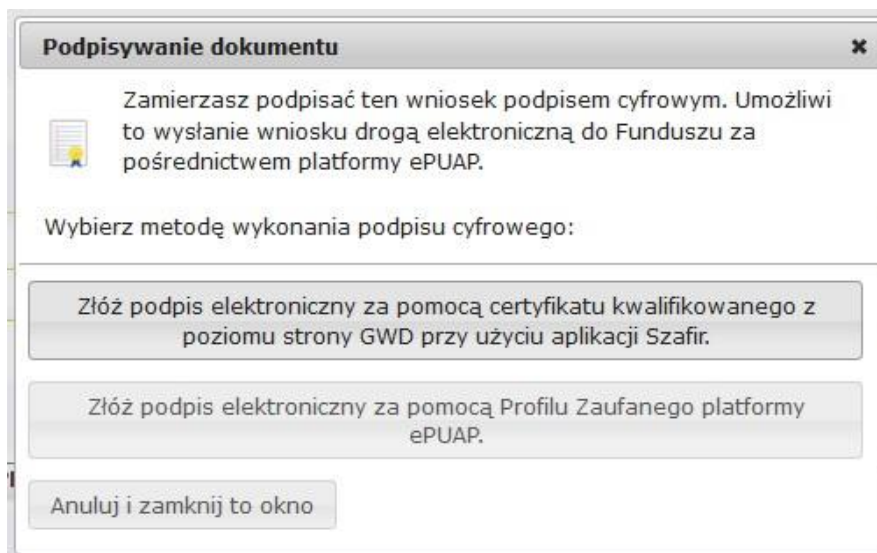 Podpisywanie dokumentu
Zamierzasz podpisać ten wniosek podpisem cyfrowym. Umożliwi
to wysłanie wniosku drogą elektroniczną do Funduszu za
pośrednictwem platformy ePUAP.
Wybierz metodę wykonania podpisu cyfrowego:
Złóż podpis elektroniczny za pomocą certyfikatu kwalifikowanego z
poziomu strony GWD przy użyciu aplikacji Szafir.
Złóż podpis elektroniczny za pomocą Profilu Zaufanego platformy
ePUAP.
Anuluj i zamknij to okno